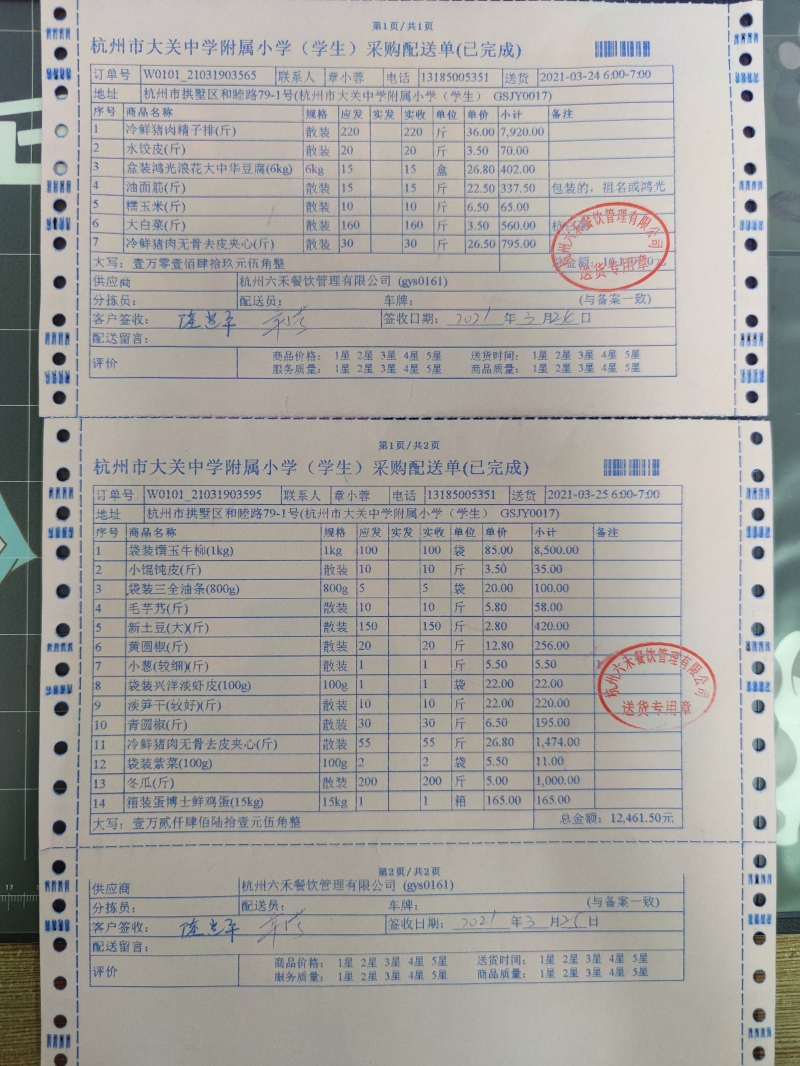 第1页/共1页
杭州市大关中学附属小学（学生）采购配送单(已完成)
订单号 W0101_21031903565 联系人 章小蓉 电话 13185005351 送货 2021-03-24 6:00-7:00
地址 杭州市拱墅区和睦路79-1号(杭州市大关中学附属小学（学生） GSJY0017)
序号 商品名称 规格 应发 实发 实收 单位 单价 小计 备注
1 冷鲜猪肉精子排(斤) 散装 220 220 斤 36.00 7,920.00
2 水饺皮(斤) 散装 20 20 斤 3.50 70.00
3 盒装鸿光浪花大中华豆腐(6kg) 6kg 15 15 盒 26.80 402.00
4 油面筋(斤) 散装 15 15 斤 22.50 337.50 包装的，祖名或鸿光
5 糯玉米(斤) 散装 10 10 斤 6.50 65.00
6 大白菜(斤) 散装 160 160 斤 3.50 560.00
7 冷鲜猪肉无骨去皮夹心(斤) 散装 30 30 斤 26.50 795.00
大写：壹万零壹佰肆拾玖元伍角整
杭州六禾餐饮管理有限公司
送货专用章
供应商 杭州六禾餐饮管理有限公司 (gys0161)
分拣员： 配送员： 车牌： (与备案一致)
客户签收： 签收日期： 2021 年 3 月 24 日
配送留言：
评价 商品价格： 1星 2星 3星 4星 5星 送货时间： 1星 2星 3星 4星 5星
服务质量： 1星 2星 3星 4星 5星 商品质量： 1星 2星 3星 4星 5星
第1页/共2页
杭州市大关中学附属小学（学生）采购配送单(已完成)
订单号 W0101_21031903595 联系人 章小蓉 电话 13185005351 送货 2021-03-25 6:00-7:00
地址 杭州市拱墅区和睦路79-1号(杭州市大关中学附属小学（学生） GSJY0017)
序号 商品名称 规格 应发 实发 实收 单位 单价 小计 备注
1 袋装馔玉牛柳(1kg) 1kg 100 100 袋 85.00 8,500.00
2 小馄饨皮(斤) 散装 10 10 斤 3.50 35.00
3 袋装三全油条(800g) 800g 5 5 袋 20.00 100.00
4 毛芋艿(斤) 散装 10 10 斤 5.80 58.00
5 新土豆(大)(斤) 散装 150 150 斤 2.80 420.00
6 黄圆椒(斤) 散装 20 20 斤 12.80 256.00
7 小葱(较细)(斤) 散装 1 1 斤 5.50 5.50
8 袋装兴洋淡虾皮(100g) 100g 1 1 袋 22.00 22.00
9 淡笋干(较好)(斤) 散装 10 10 斤 22.00 220.00
10 青圆椒(斤) 散装 30 30 斤 6.50 195.00
11 冷鲜猪肉无骨去皮夹心(斤) 散装 55 55 斤 26.80 1,474.00
12 袋装紫菜(100g) 100g 2 2 袋 5.50 11.00
13 冬瓜(斤) 散装 200 200 斤 5.00 1,000.00
14 箱装蛋博士鲜鸡蛋(15kg) 15kg 1 1 箱 165.00 165.00
大写：壹万贰仟肆佰陆拾壹元伍角整 总金额：12,461.50元
杭州六禾餐饮管理有限公司
送货专用章
第2页/共2页
供应商 杭州六禾餐饮管理有限公司 (gys0161)
分拣员： 配送员： 车牌： (与备案一致)
客户签收： 签收日期： 2021 年 3 月 25 日
配送留言：
评价 商品价格： 1星 2星 3星 4星 5星 送货时间： 1星 2星 3星 4星 5星
服务质量： 1星 2星 3星 4星 5星 商品质量： 1星 2星 3星 4星 5星